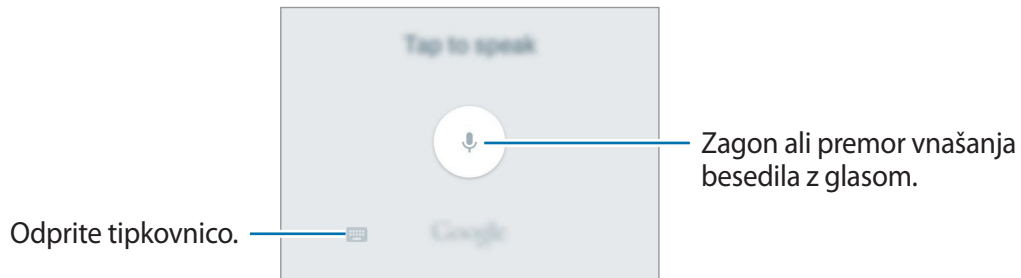 Tap to speak
Zagon ali premor vnašanja
besedila z glasom.
Odprite tipkovnico.
Google